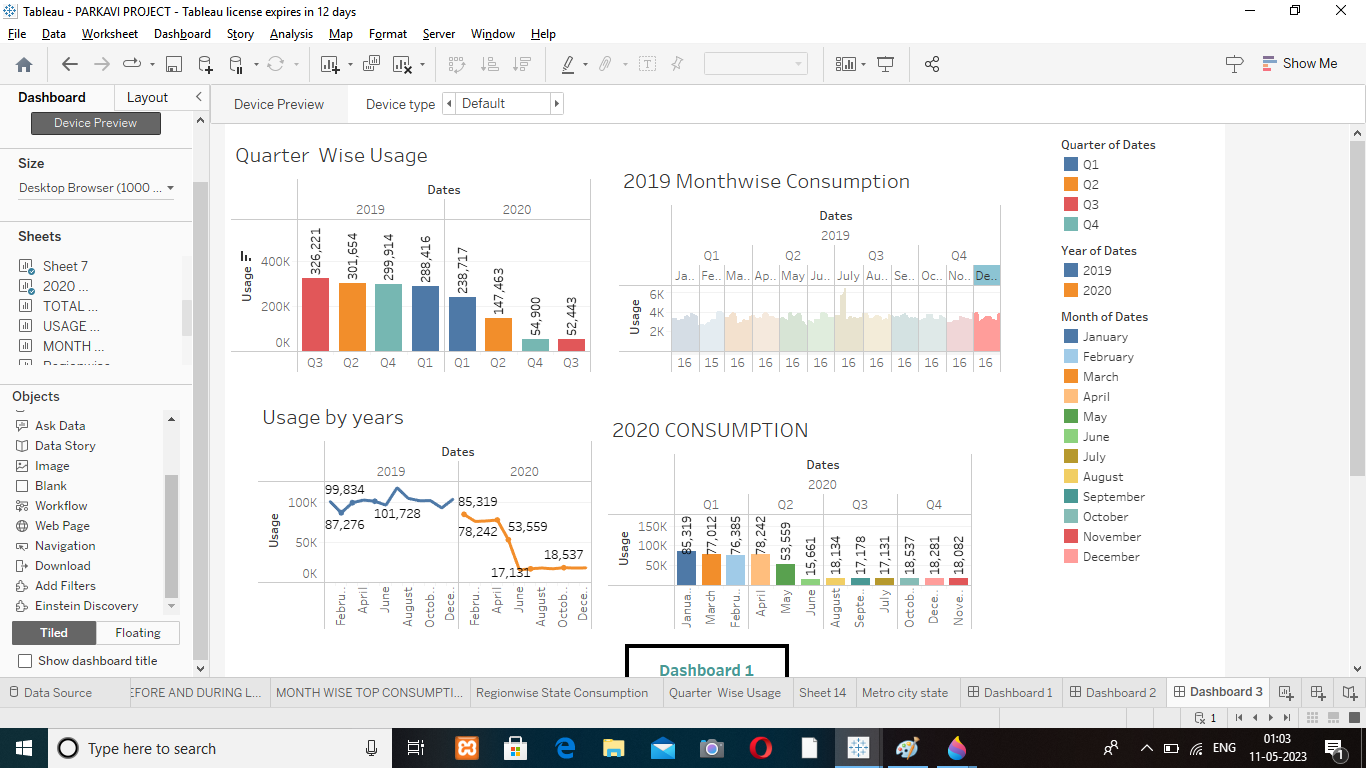 Tableau - PARKAVI PROJECT - Tableau license expires in 12 days
File Data Worksheet Dashboard Story Analysis Map Format Server Window Help
Show Me
Dashboard Layout
Device Preview
Size
Desktop Browser (1000 ...
Sheets
Sheet 7
2020 ...
TOTAL ...
USAGE ...
MONTH ...
Objects
Ask Data
Data Story
Image
Blank
Workflow
Web Page
Navigation
Download
Add Filters
Einstein Discovery
Tiled Floating
Show dashboard title
Device Preview Device type Default
Quarter Wise Usage
Dates
2019 2020
Usage
400K
200K
0K
326,221 301,654 299,914 288,416 238,717 147,463 54,900 52,443
Q3 Q2 Q4 Q1 Q1 Q2 Q4 Q3
2019 Monthwise Consumption
Dates
2019
Q1 Q2 Q3 Q4
Ja.. Fe.. Ma.. Ap.. May Ju.. July Au.. Se.. Oc.. No.. De..
Usage
6K
4K
2K
16 15 16 16 16 16 16 16 16 16 16 16
Usage by years
Dates
2019 2020
Usage
100K
50K
0K
99,834
87,276
101,728
85,319
78,242
53,559
17,131
18,537
Febru.. April June August Octob.. Dece.. Febru.. April June August Octob.. Dece..
2020 CONSUMPTION
Dates
2020
Q1 Q2 Q3 Q4
Usage
150K
100K
50K
85,319 77,012 76,385 78,242 53,559 15,661 18,134 17,178 17,131 18,537 18,281 18,082
Janua.. March Febru.. April May June August Septe.. July Octob.. Dece.. Nove..
Dashboard 1
Quarter of Dates
Q1
Q2
Q3
Q4
Year of Dates
2019
2020
Month of Dates
January
February
March
April
May
June
July
August
September
October
November
December
Data Source EFORE AND DURING L... MONTH WISE TOP CONSUMPTI... Regionwise State Consumption Quarter Wise Usage Sheet 14 Metro city state Dashboard 1 Dashboard 2 Dashboard 3
1
Type here to search
ENG
01:03
11-05-2023
1